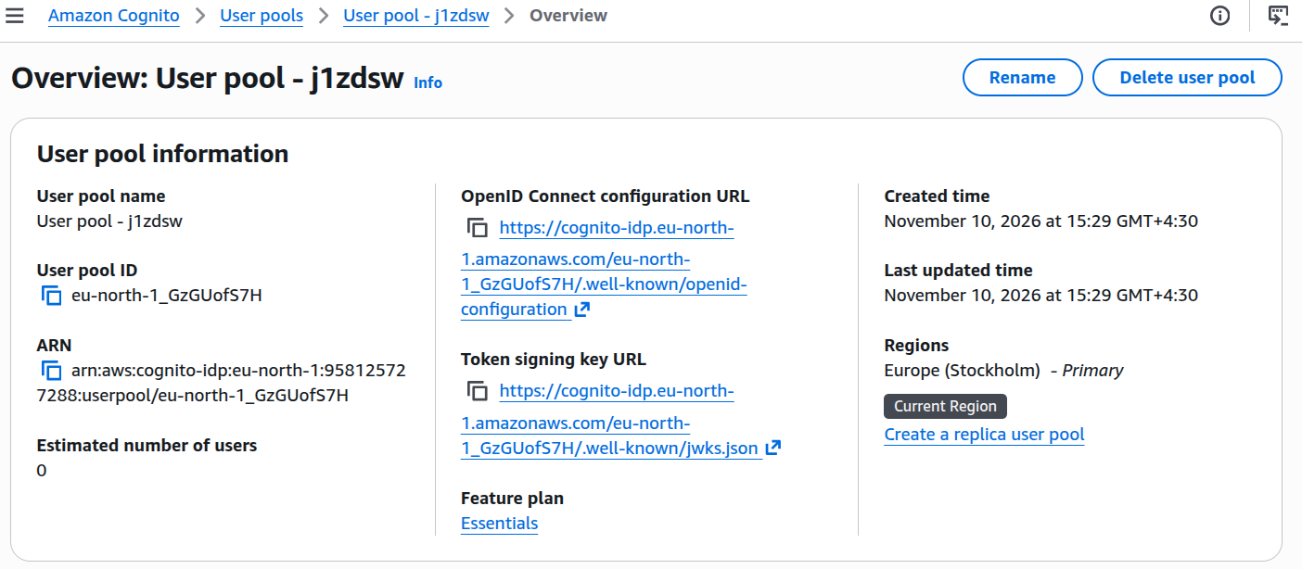 Amazon Cognito > User pools > User pool - j1zdsw > Overview
Overview: User pool - j1zdsw Info
Rename
Delete user pool
User pool information
User pool name
User pool - j1zdsw
User pool ID
eu-north-1_GzGUofS7H
ARN
arn:aws:cognito-idp:eu-north-1:95812572
7288:userpool/eu-north-1_GzGUofS7H
Estimated number of users
0
OpenID Connect configuration URL
https://cognito-idp.eu-north-
1.amazonaws.com/eu-north-
1_GzGUofS7H/.well-known/openid-
configuration
Token signing key URL
https://cognito-idp.eu-north-
1.amazonaws.com/eu-north-
1_GzGUofS7H/.well-known/jwks.json
Feature plan
Essentials
Created time
November 10, 2026 at 15:29 GMT+4:30
Last updated time
November 10, 2026 at 15:29 GMT+4:30
Regions
Europe (Stockholm) - Primary
Current Region
Create a replica user pool